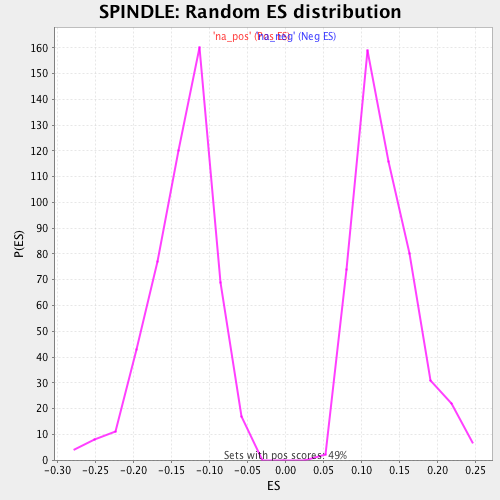 SPINDLE: Random ES distribution
'na_pos' (Pos ES) 'na_neg' (Neg ES)
160
150
140
130
120
110
100
90
80
70
60
50
40
30
20
10
0
P(ES)
Sets with pos scores: 49%
-0.30 -0.25 -0.20 -0.15 -0.10 -0.05 0.00 0.05 0.10 0.15 0.20 0.25
ES